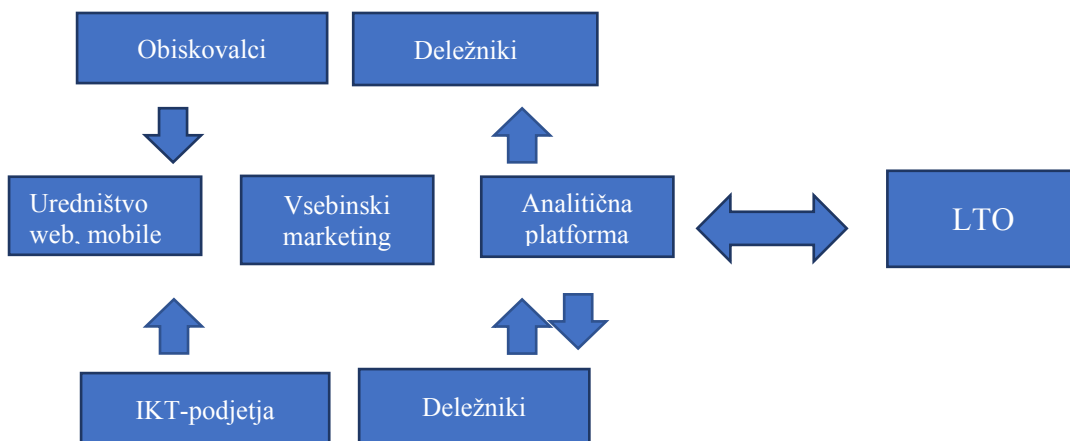 Obiskovalci
Deležniki
Uredništvo
web, mobile
Vsebinski
marketing
Analitična
platforma
LTO
IKT-podjetja
Deležniki